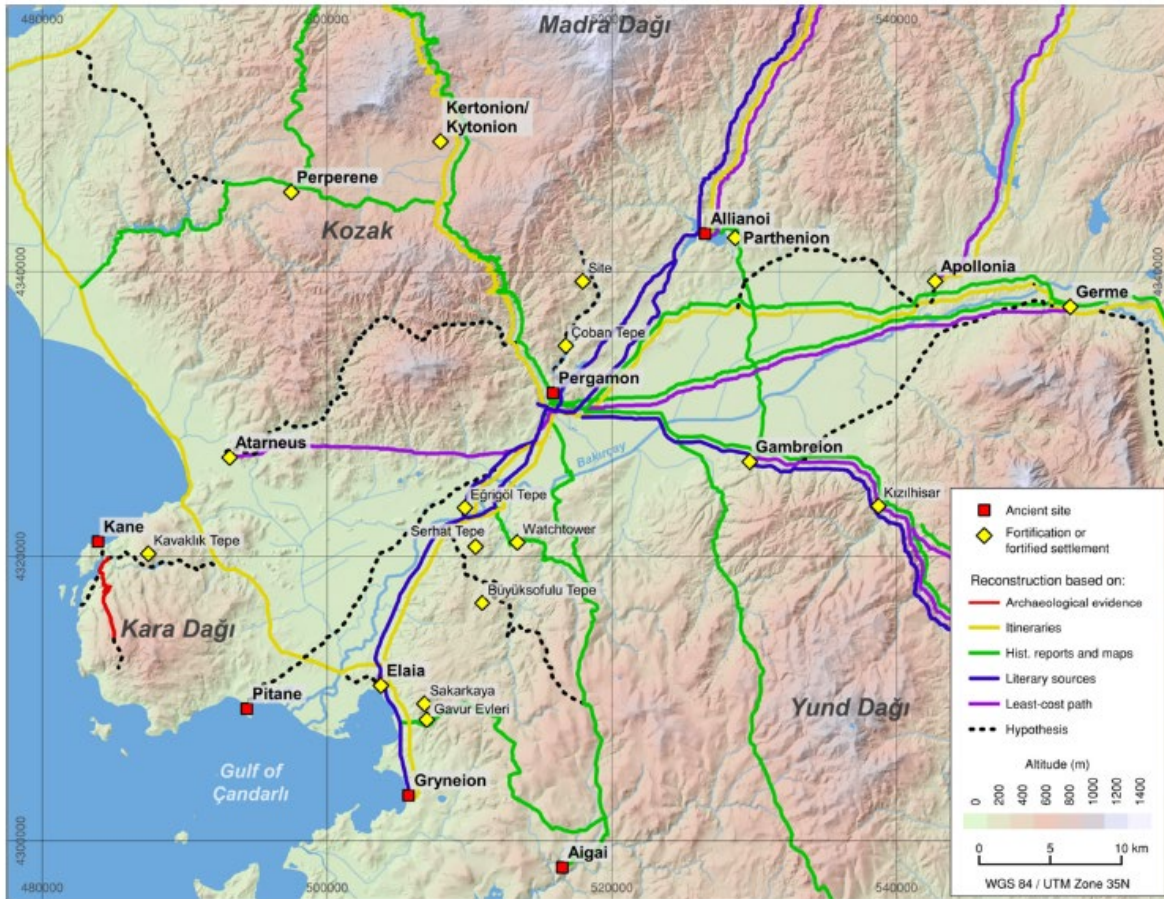 480000
500000
520000
540000
Madra Dağı
Kertonion/
Kytonion
Perperene
Kozak
Allianoi
Parthenion
4340000
4340000
Site
Apollonia
Germe
Çoban Tepe
Pergamon
Atarneus
Bakırçay
Gambreion
Eğrigöl Tepe
Kızılhisar
Kane
Kavaklık Tepe
Serhat Tepe
Watchtower
4320000
Büyüksofulu Tepe
Kara Dağı
Elaia
Sakarkaya
Gavur Evleri
Pitane
Yund Dağı
Gulf of
Çandarlı
Gryneion
4300000
Aigai
480000
500000
520000
540000
Ancient site
Fortification or
fortified settlement
Reconstruction based on:
Archaeological evidence
Itineraries
Hist. reports and maps
Literary sources
Least-cost path
Hypothesis
Altitude (m)
0 200 400 600 800 1000 1200 1400
0 5 10 km
WGS 84 / UTM Zone 35N